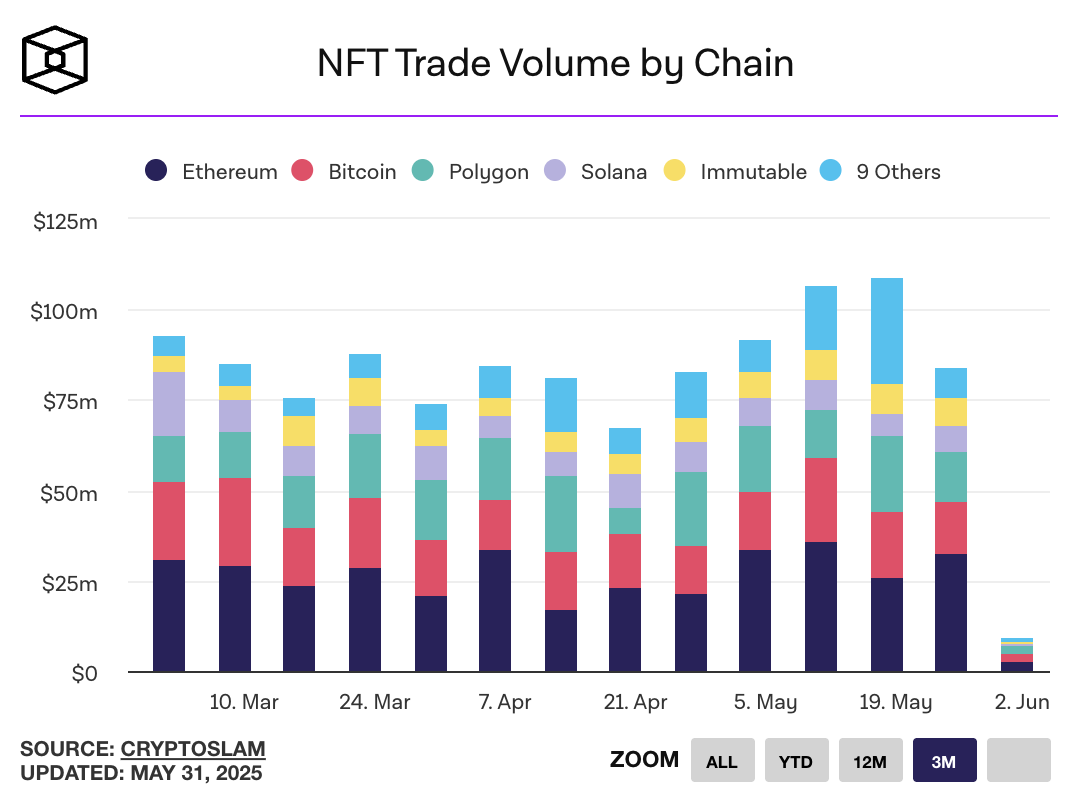 NFT Trade Volume by Chain
Ethereum Bitcoin Polygon Solana Immutable 9 Others
$125m
$100m
$75m
$50m
$25m
$0
10. Mar 24. Mar 7. Apr 21. Apr 5. May 19. May 2. Jun
SOURCE: CRYPTOSLAM
UPDATED: MAY 31, 2025
ZOOM ALL YTD 12M 3M